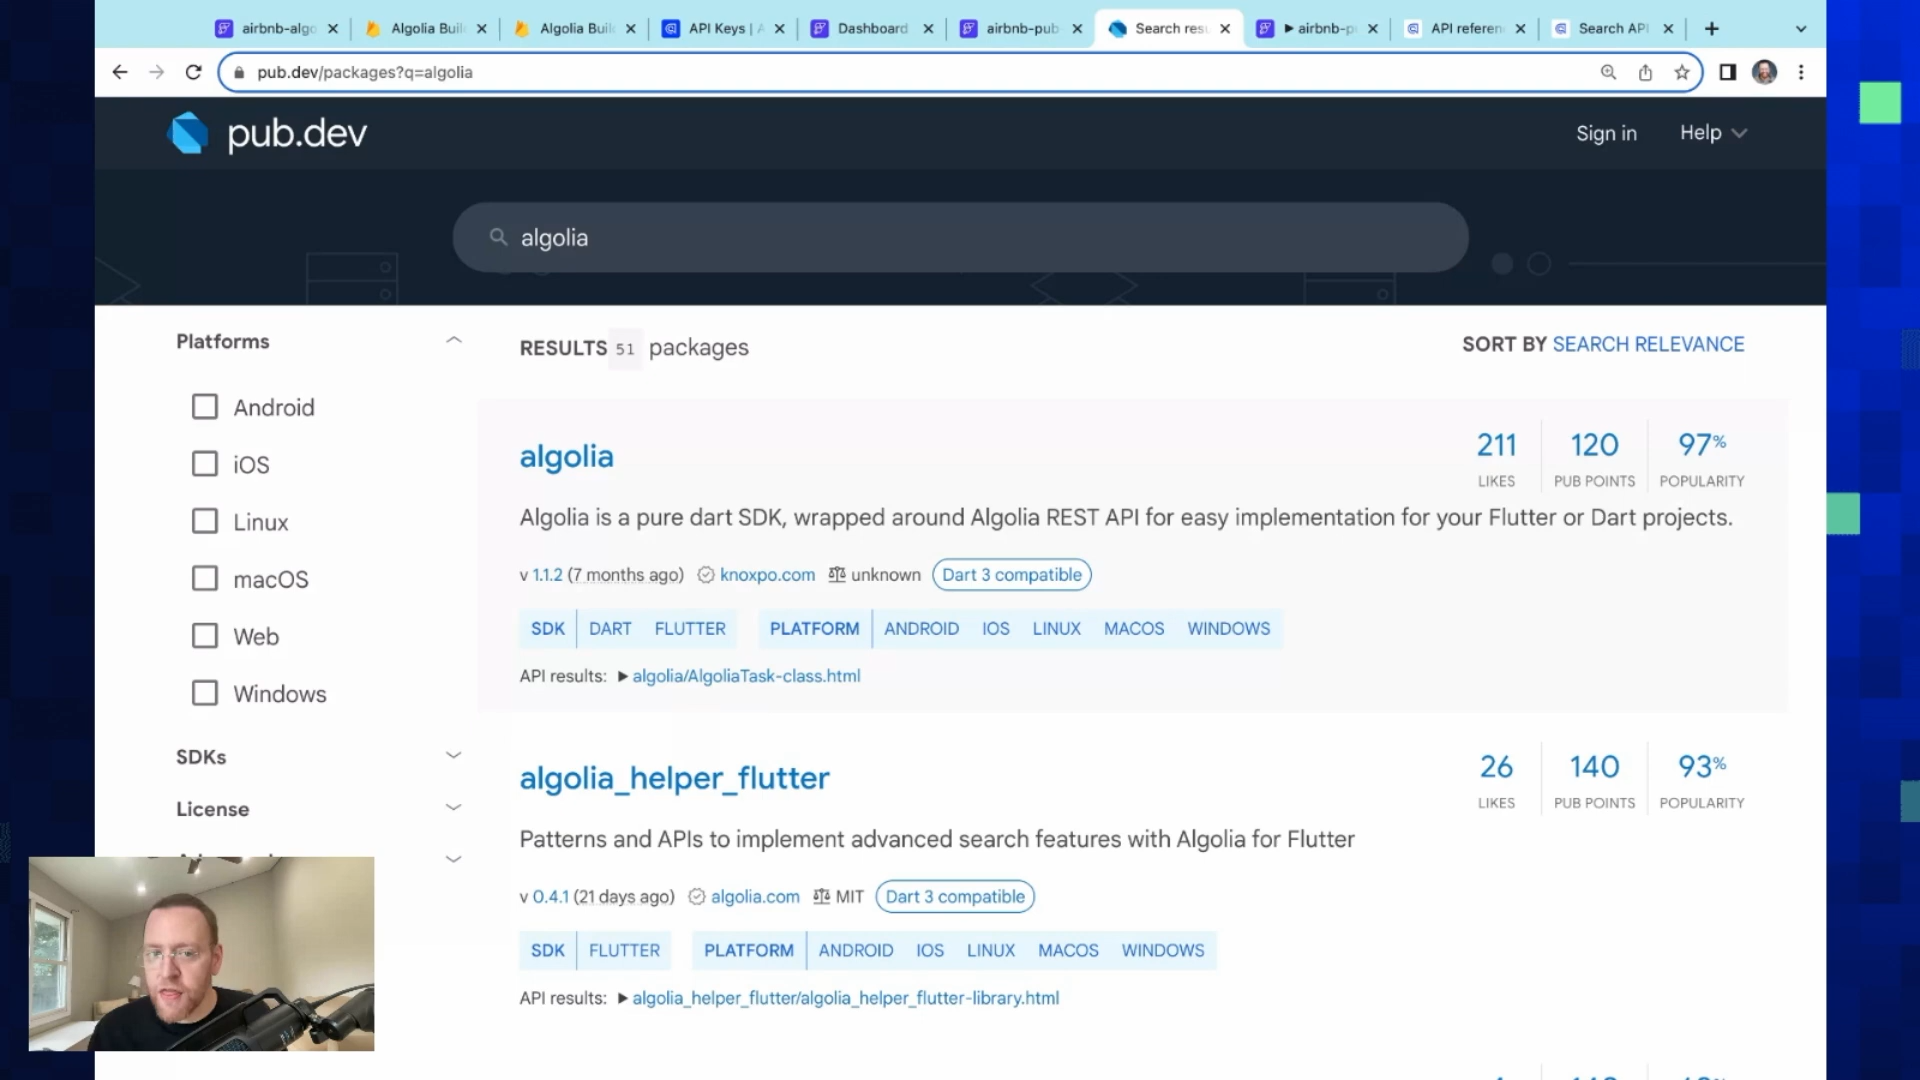 airbnb-algo
Algolia Buil
Algolia Buil
API Keys | A
Dashboard
airbnb-pub
Search resu
airbnb-p
API referen
Search API
pub.dev/packages?q=algolia
pub.dev
Sign in
Help
algolia
Platforms
Android
iOS
Linux
macOS
Web
Windows
SDKs
License
RESULTS 51 packages
SORT BY SEARCH RELEVANCE
algolia
211 LIKES
120 PUB POINTS
97% POPULARITY
Algolia is a pure dart SDK, wrapped around Algolia REST API for easy implementation for your Flutter or Dart projects.
v 1.1.2 (7 months ago) knoxpo.com unknown Dart 3 compatible
SDK DART FLUTTER PLATFORM ANDROID IOS LINUX MACOS WINDOWS
API results: ▶ algolia/AlgoliaTask-class.html
algolia_helper_flutter
26 LIKES
140 PUB POINTS
93% POPULARITY
Patterns and APIs to implement advanced search features with Algolia for Flutter
v 0.4.1 (21 days ago) algolia.com MIT Dart 3 compatible
SDK FLUTTER PLATFORM ANDROID IOS LINUX MACOS WINDOWS
API results: ▶ algolia_helper_flutter/algolia_helper_flutter-library.html